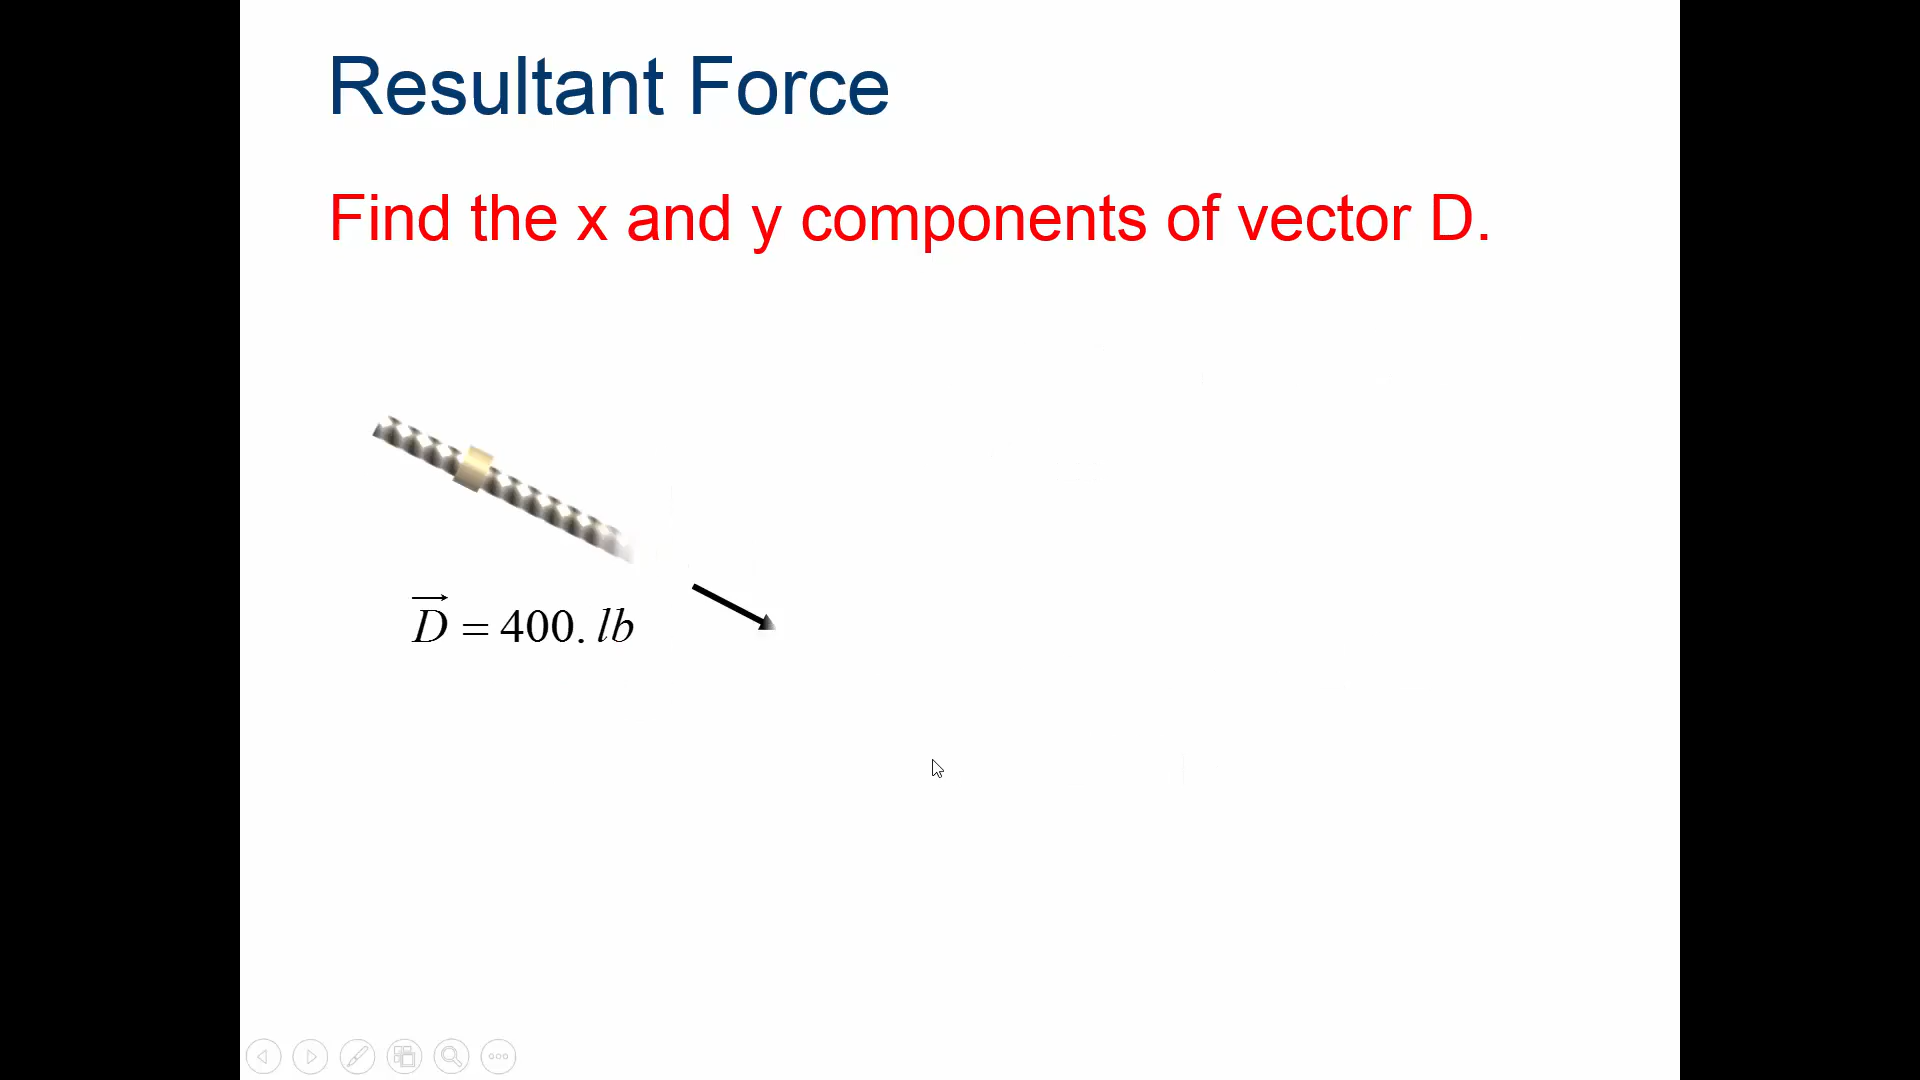 Resultant Force
Find the x and y components of vector D.
D⃗ = 400. lb